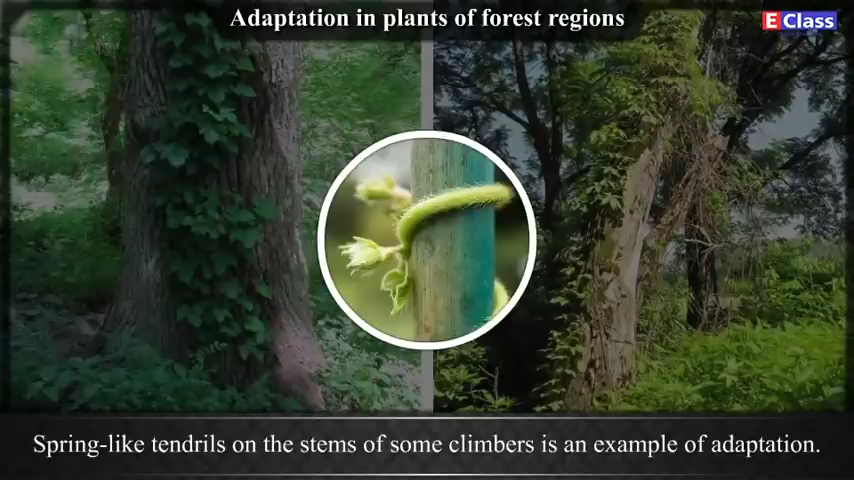 Adaptation in plants of forest regions
E Class
Spring-like tendrils on the stems of some climbers is an example of adaptation.